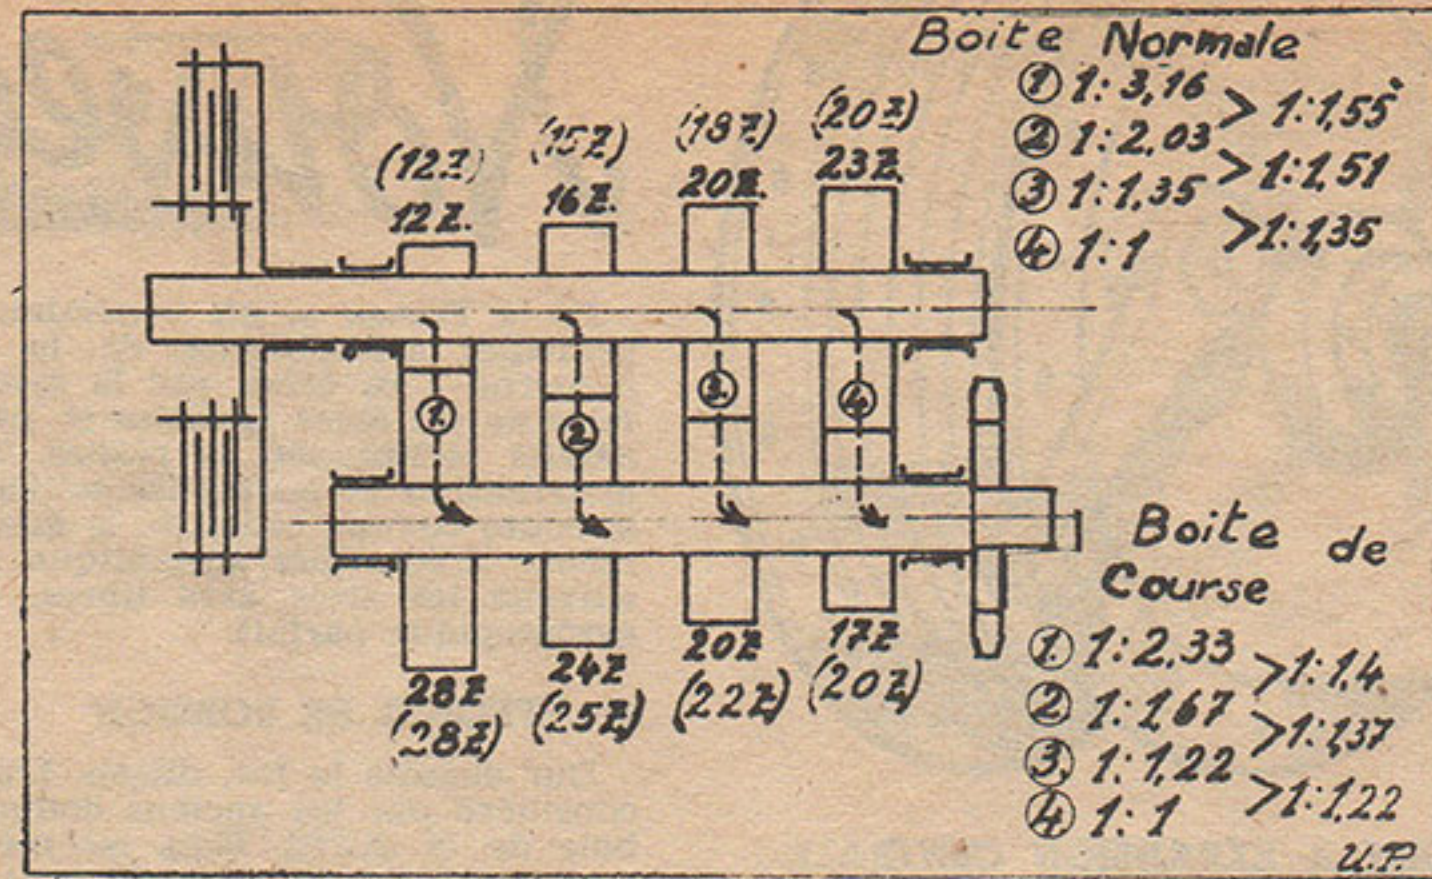 Boite Normale
① 1:3,16
② 1:2.03
③ 1:1,35
④ 1:1
> 1:1,55
> 1:1,51
> 1:1,35
(12Z) (15Z) (18Z) (20Z)
12Z. 16Z. 20Z. 23Z.
① ② ③ ④
28Z 24Z 20Z 17Z
(28Z) (25Z) (22Z) (20Z)
Boite de
Course
① 1:2.33
② 1:1,67
③ 1:1,22
④ 1:1
> 1:1,4
> 1:1,37
> 1:1,22
U.P.